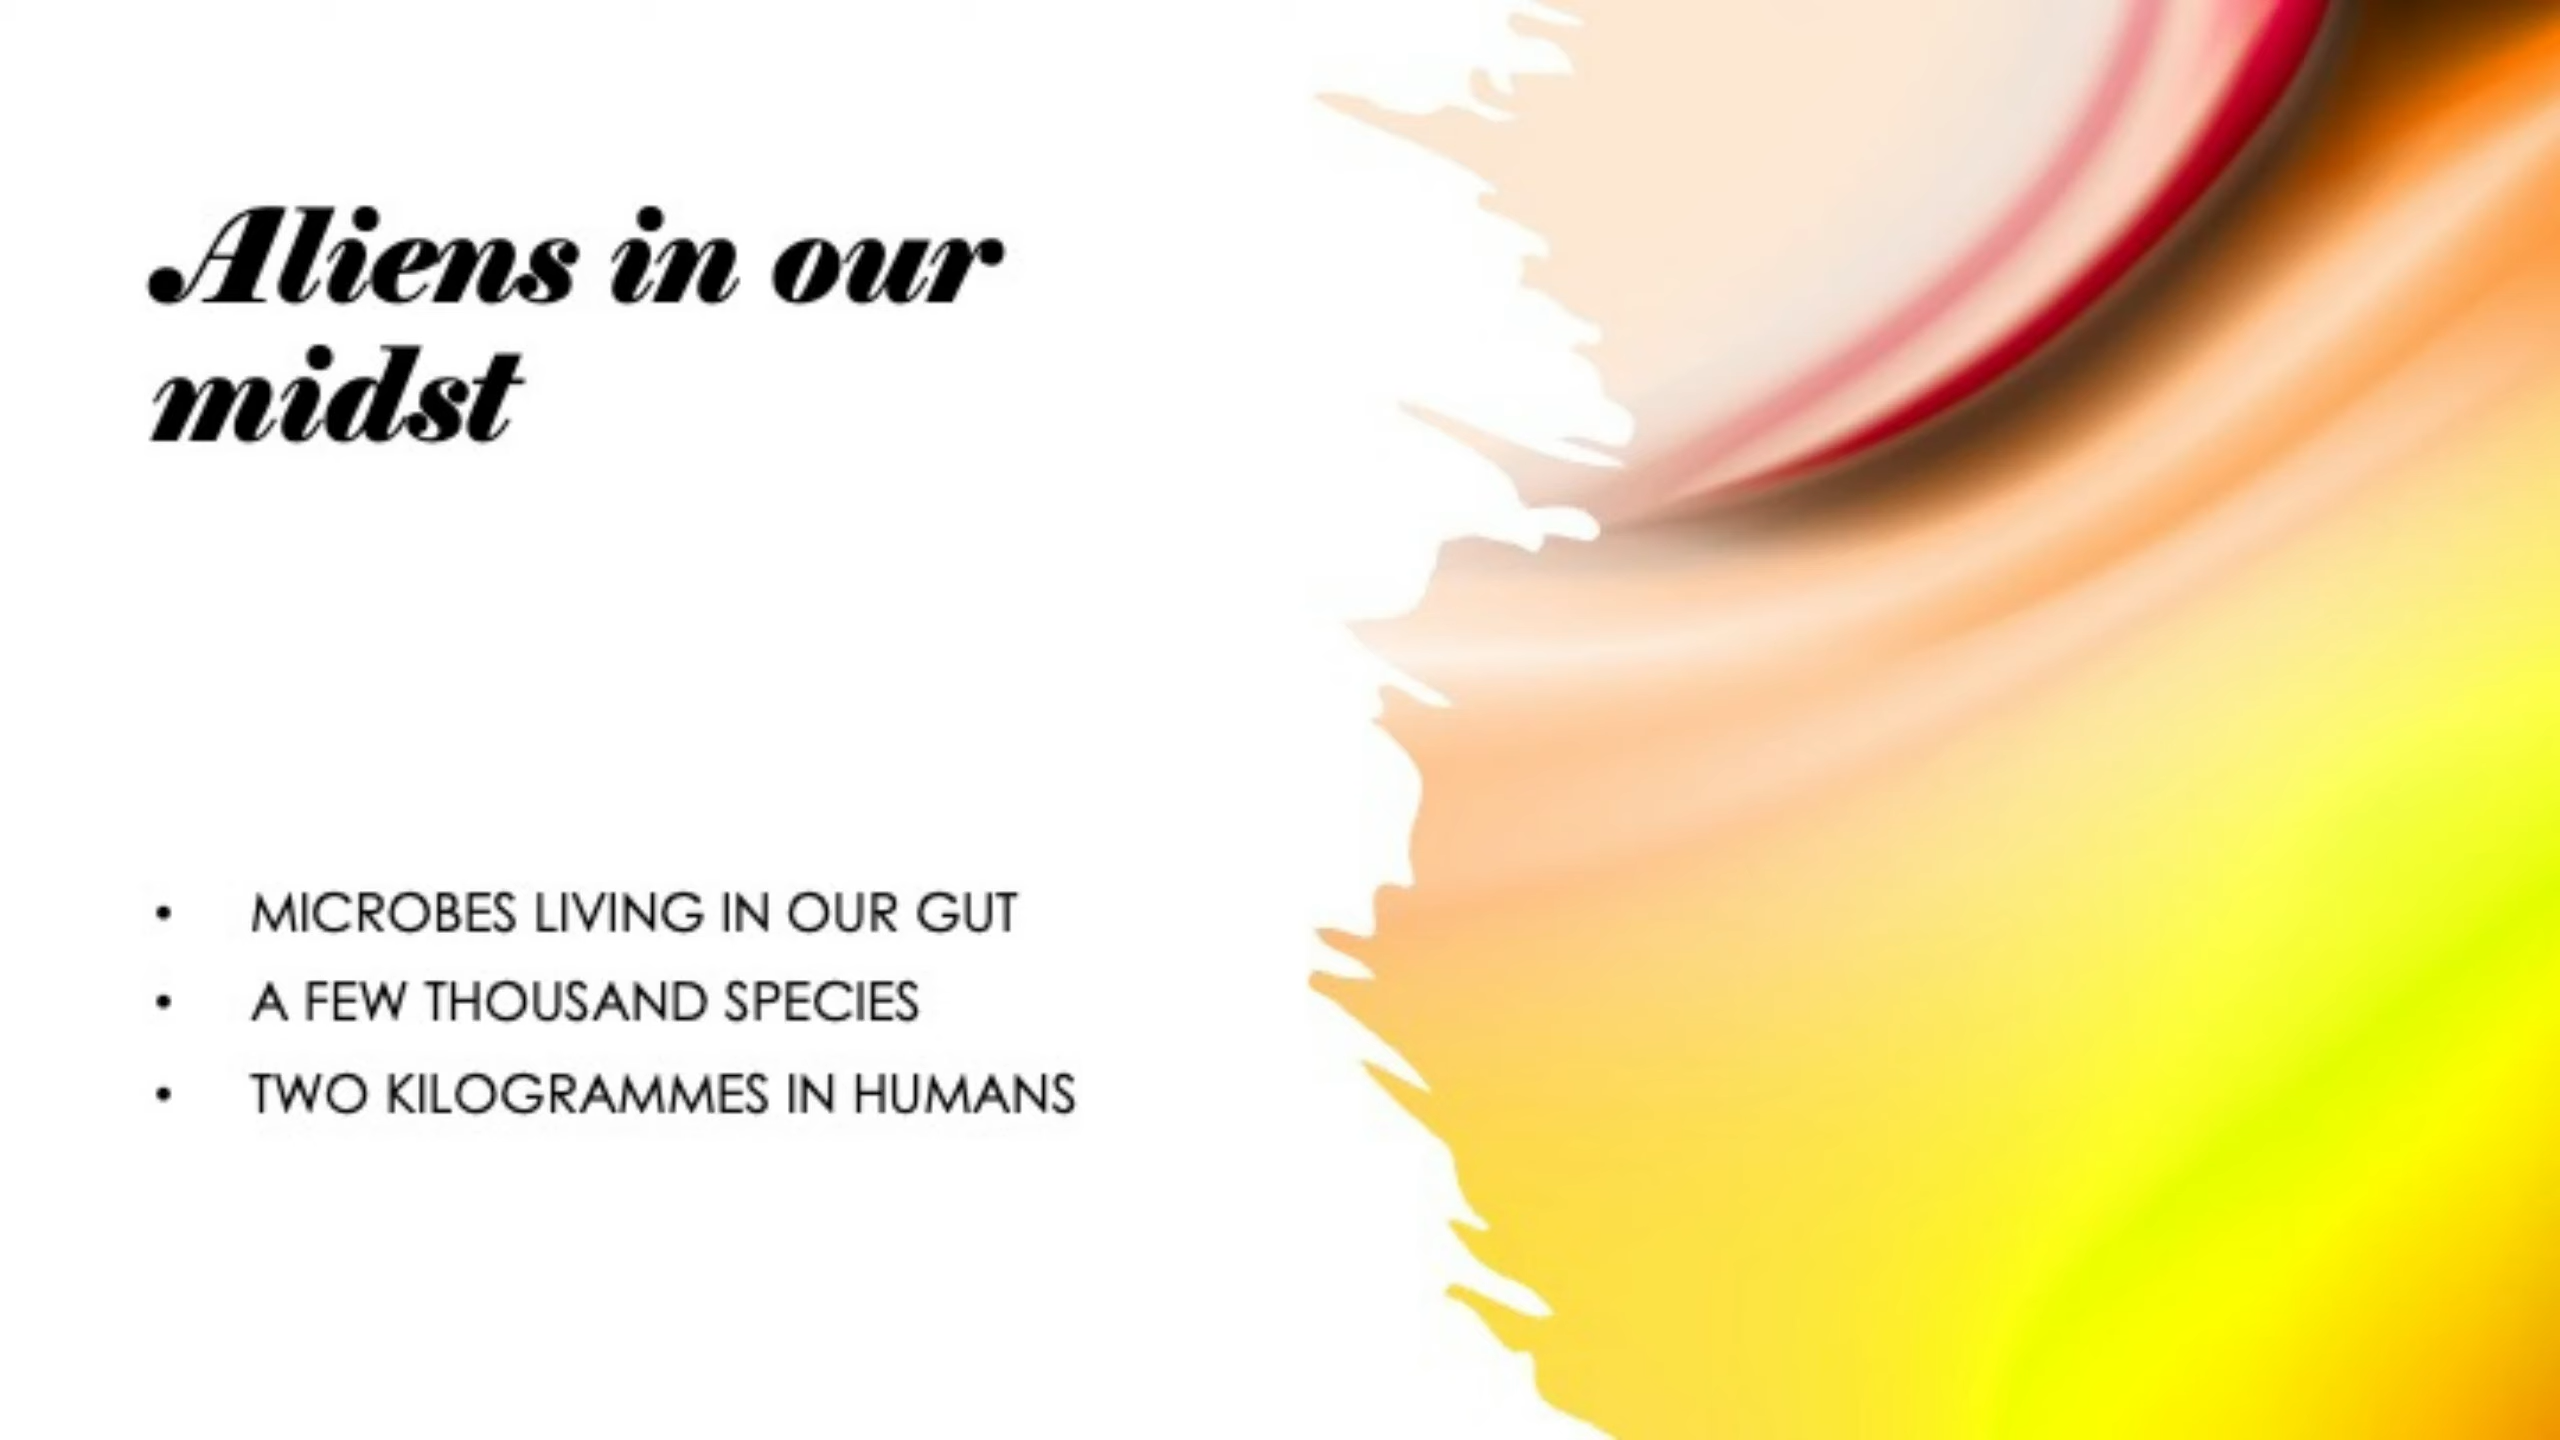 Aliens in our
midst
• MICROBES LIVING IN OUR GUT
• A FEW THOUSAND SPECIES
• TWO KILOGRAMMES IN HUMANS